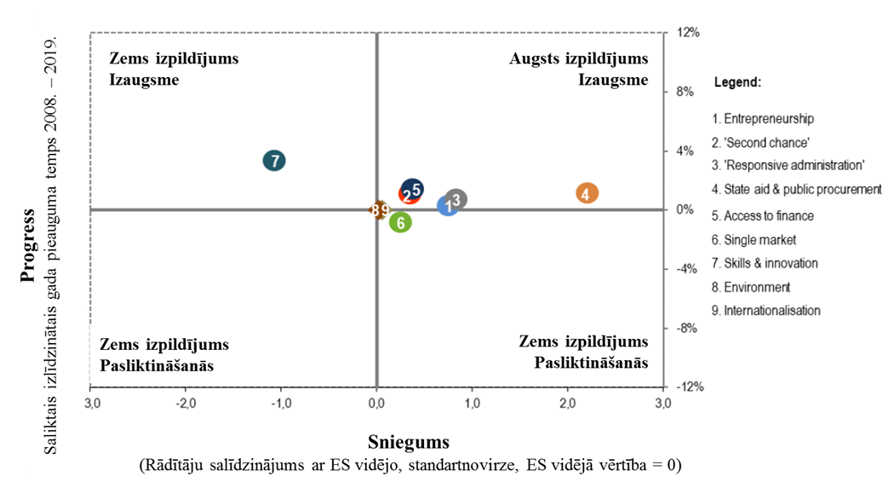 12%
8%
4%
0%
-4%
-8%
-12%
Zems izpildījums
Izaugsme
Augsts izpildījums
Izaugsme
Zems izpildījums
Pasliktināšanās
Zems izpildījums
Pasliktināšanās
7
2
5
1
3
4
8
9
6
3,0
-2,0
-1,0
0,0
1,0
2,0
3,0
Progress
Saliktais izlīdzinātais gada pieauguma temps 2008. – 2019.
Sniegums
(Rādītāju salīdzinājums ar ES vidējo, standartnovirze, ES vidējā vērtība = 0)
Legend:
1. Entrepreneurship
2. 'Second chance'
3. 'Responsive administration'
4. State aid & public procurement
5. Access to finance
6. Single market
7. Skills & innovation
8. Environment
9. Internationalisation